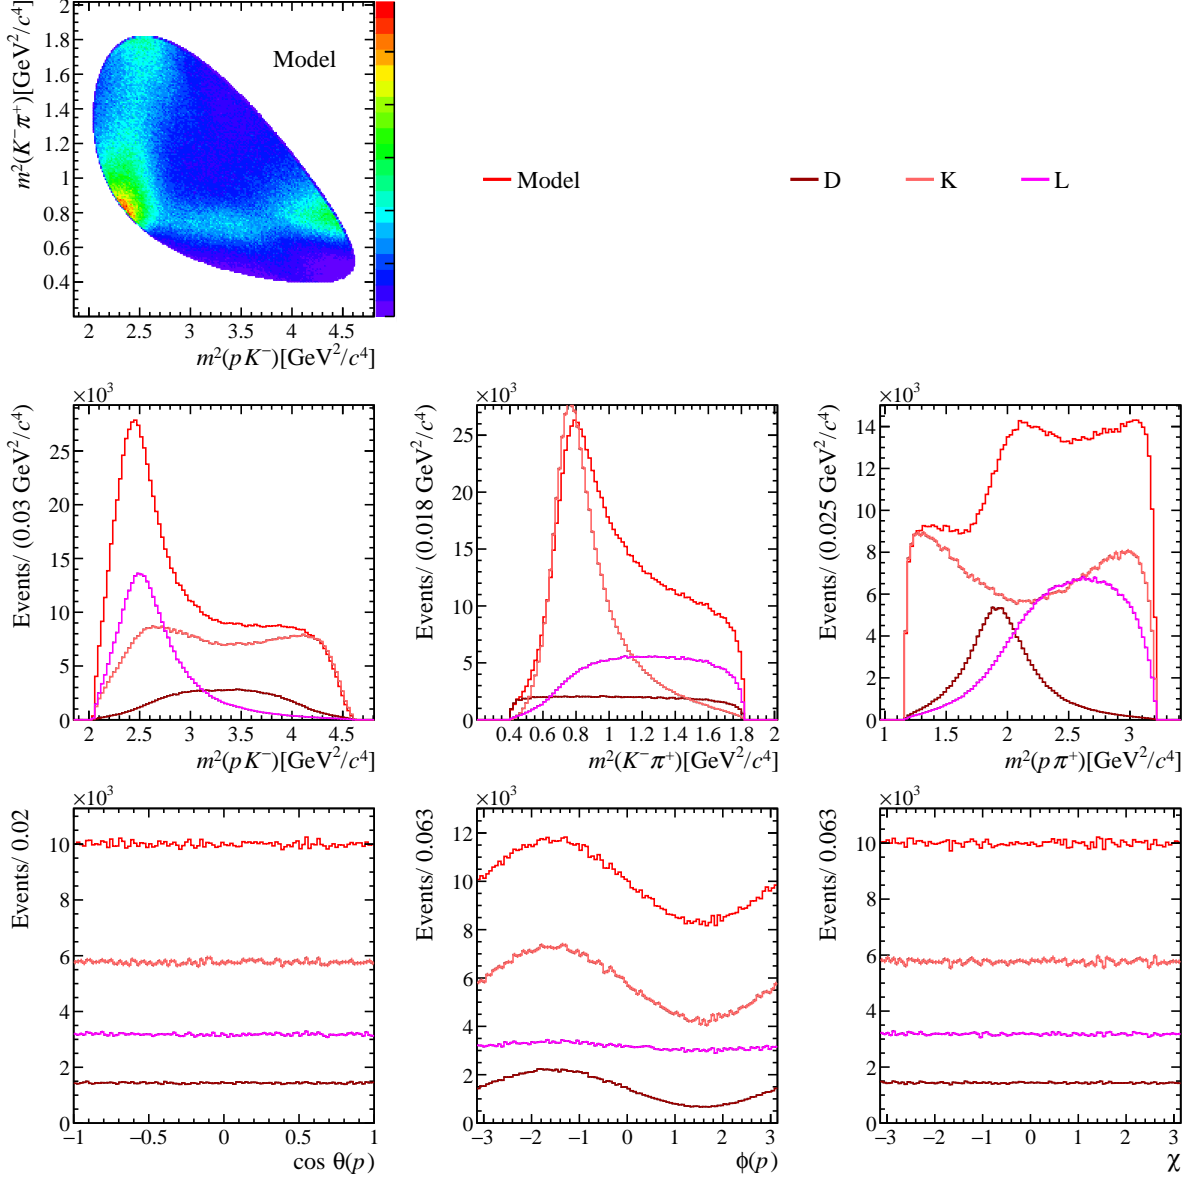 m²(K⁻π⁺)[GeV²/c⁴]
2
1.8
1.6
1.4
1.2
1
0.8
0.6
0.4
Model
2 2.5 3 3.5 4 4.5
m²(pK⁻)[GeV²/c⁴]
Model D K L
×10³
Events/ (0.03 GeV²/c⁴)
25
20
15
10
5
0
2 2.5 3 3.5 4 4.5
m²(pK⁻)[GeV²/c⁴]
×10³
Events/ (0.018 GeV²/c⁴)
25
20
15
10
5
0
0.4 0.6 0.8 1 1.2 1.4 1.6 1.8 2
m²(K⁻π⁺)[GeV²/c⁴]
×10³
Events/ (0.025 GeV²/c⁴)
14
12
10
8
6
4
2
0
1 1.5 2 2.5 3
m²(pπ⁺)[GeV²/c⁴]
×10³
Events/ 0.02
10
8
6
4
2
0
−1 −0.5 0 0.5 1
cos θ(p)
×10³
Events/ 0.063
12
10
8
6
4
2
0
−3 −2 −1 0 1 2 3
ϕ(p)
×10³
Events/ 0.063
10
8
6
4
2
0
−3 −2 −1 0 1 2 3
χ